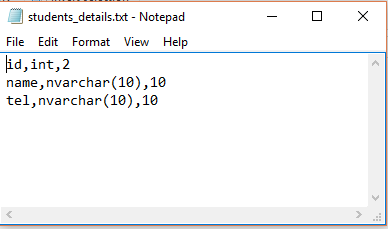 students_details.txt - Notepad
File Edit Format View Help
id,int,2
name,nvarchar(10),10
tel,nvarchar(10),10